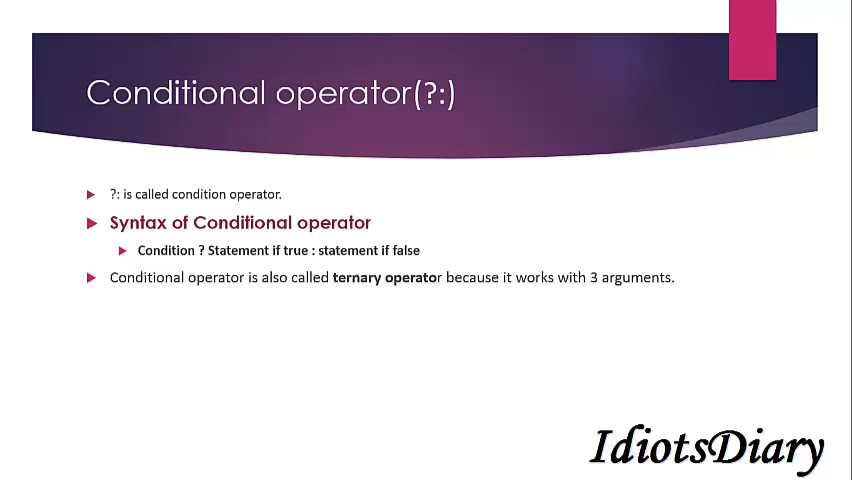 Conditional operator(?:)
?: is called condition operator.
Syntax of Conditional operator
Condition ? Statement if true : statement if false
Conditional operator is also called ternary operator because it works with 3 arguments.
IdiotsDiary